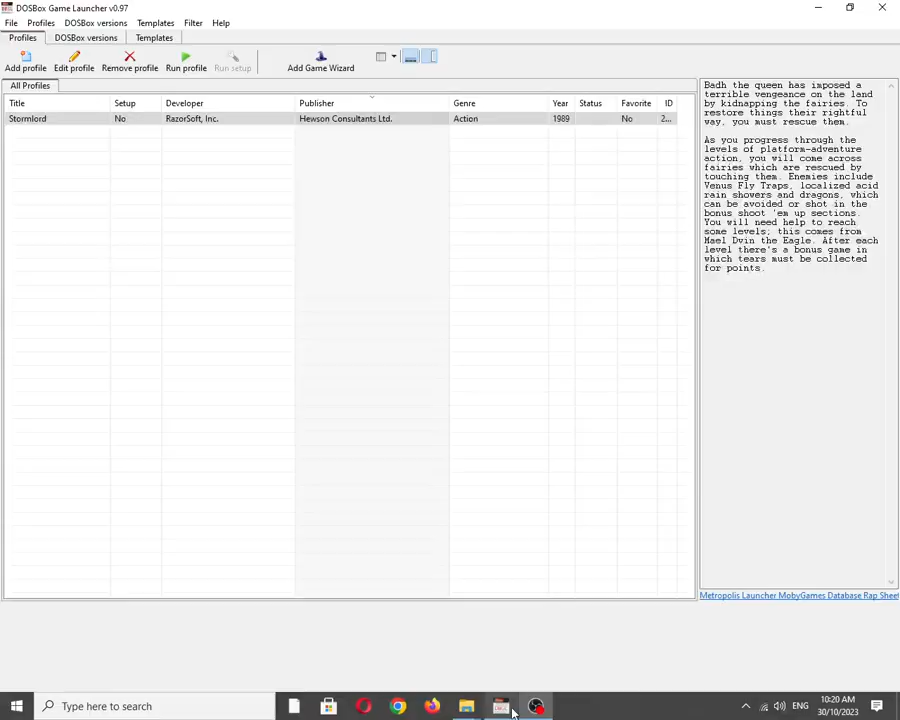 DOSBox Game Launcher v0.97
File Profiles DOSBox versions Templates Filter Help
Profiles DOSBox versions Templates
Add profile Edit profile Remove profile Run profile Run setup Add Game Wizard
All Profiles
Title Setup Developer Publisher Genre Year Status Favorite ID
Stormlord No RazorSoft, Inc. Hewson Consultants Ltd. Action 1989 No 2...
Badh the queen has imposed a
terrible vengeance on the land
by kidnapping the fairies. To
restore things their rightful
way, you must rescue them.
As you progress through the
levels of platform-adventure
action, you will come across
fairies which are rescued by
touching them. Enemies include
Venus Fly Traps, localized acid
rain showers and dragons, which
can be avoided or shot in the
bonus shoot 'em up sections.
You will need help to reach
some levels; this comes from
Mael Dvin the Eagle. After each
level there's a bonus game in
which tears must be collected
for points.
Metropolis Launcher MobyGames Database Rap Sheet
Type here to search
ENG
10:20 AM
30/10/2023